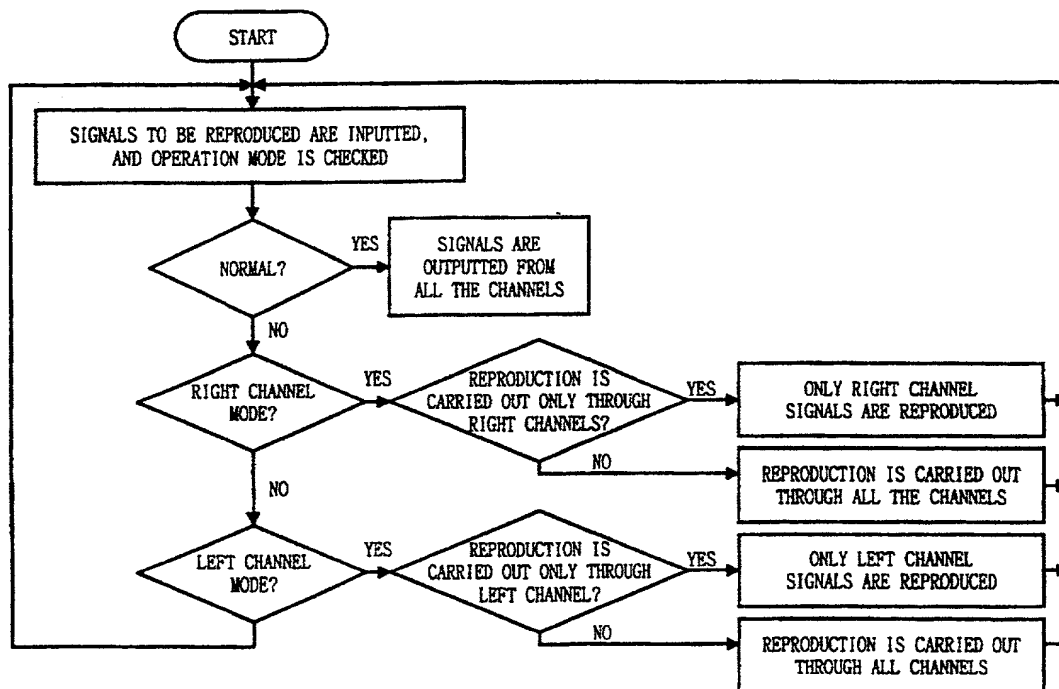 START
SIGNALS TO BE REPRODUCED ARE INPUTTED,
AND OPERATION MODE IS CHECKED
NORMAL?
YES
SIGNALS ARE
OUTPUTTED FROM
ALL THE CHANNELS
NO
RIGHT CHANNEL
MODE?
YES
REPRODUCTION IS
CARRIED OUT ONLY THROUGH
RIGHT CHANNELS?
YES
ONLY RIGHT CHANNEL
SIGNALS ARE REPRODUCED
NO
REPRODUCTION IS CARRIED OUT
THROUGH ALL THE CHANNELS
NO
LEFT CHANNEL
MODE?
YES
REPRODUCTION IS
CARRIED OUT ONLY THROUGH
LEFT CHANNEL?
YES
ONLY LEFT CHANNEL
SIGNALS ARE REPRODUCED
NO
REPRODUCTION IS CARRIED OUT
THROUGH ALL CHANNELS